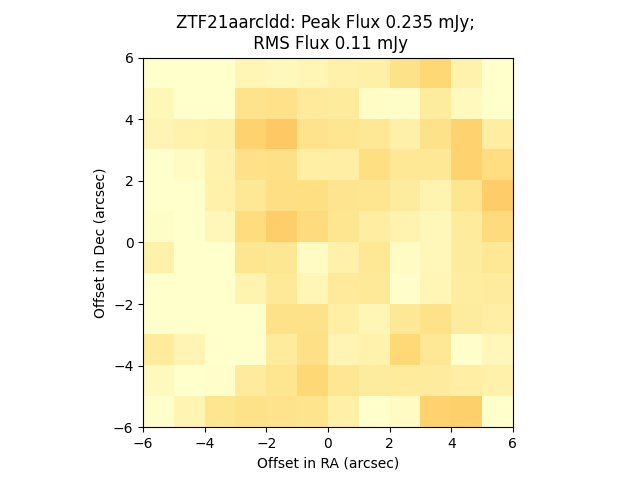 ZTF21aarcldd: Peak Flux 0.235 mJy;
RMS Flux 0.11 mJy
6
4
2
0
−2
−4
−6
Offset in Dec (arcsec)
−6 −4 −2 0 2 4 6
Offset in RA (arcsec)